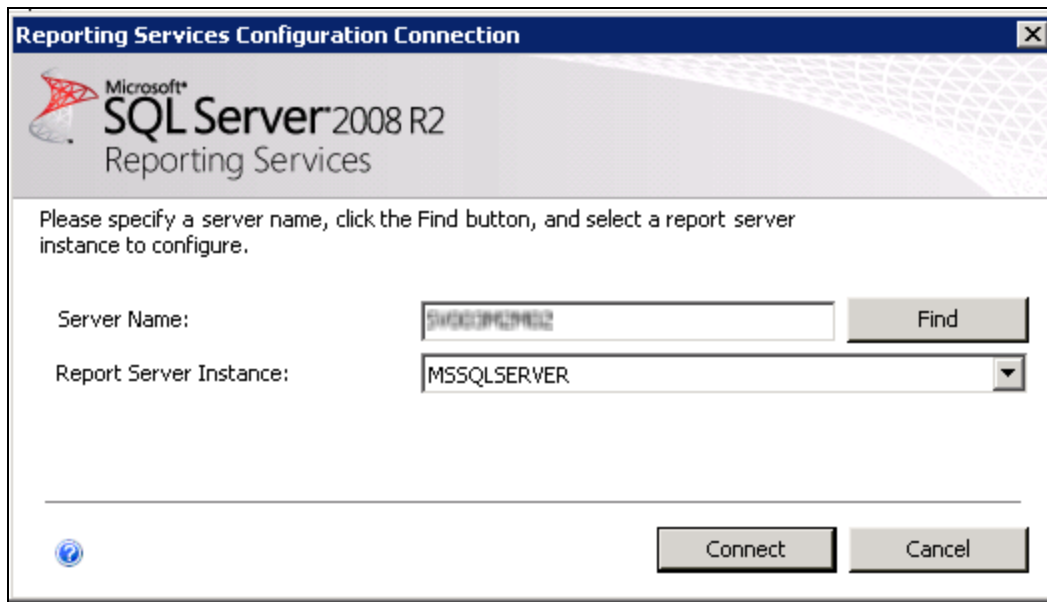 Reporting Services Configuration Connection
Microsoft®
SQL Server® 2008 R2
Reporting Services
Please specify a server name, click the Find button, and select a report server
instance to configure.
Server Name:
Find
Report Server Instance:
MSSQLSERVER
Connect
Cancel